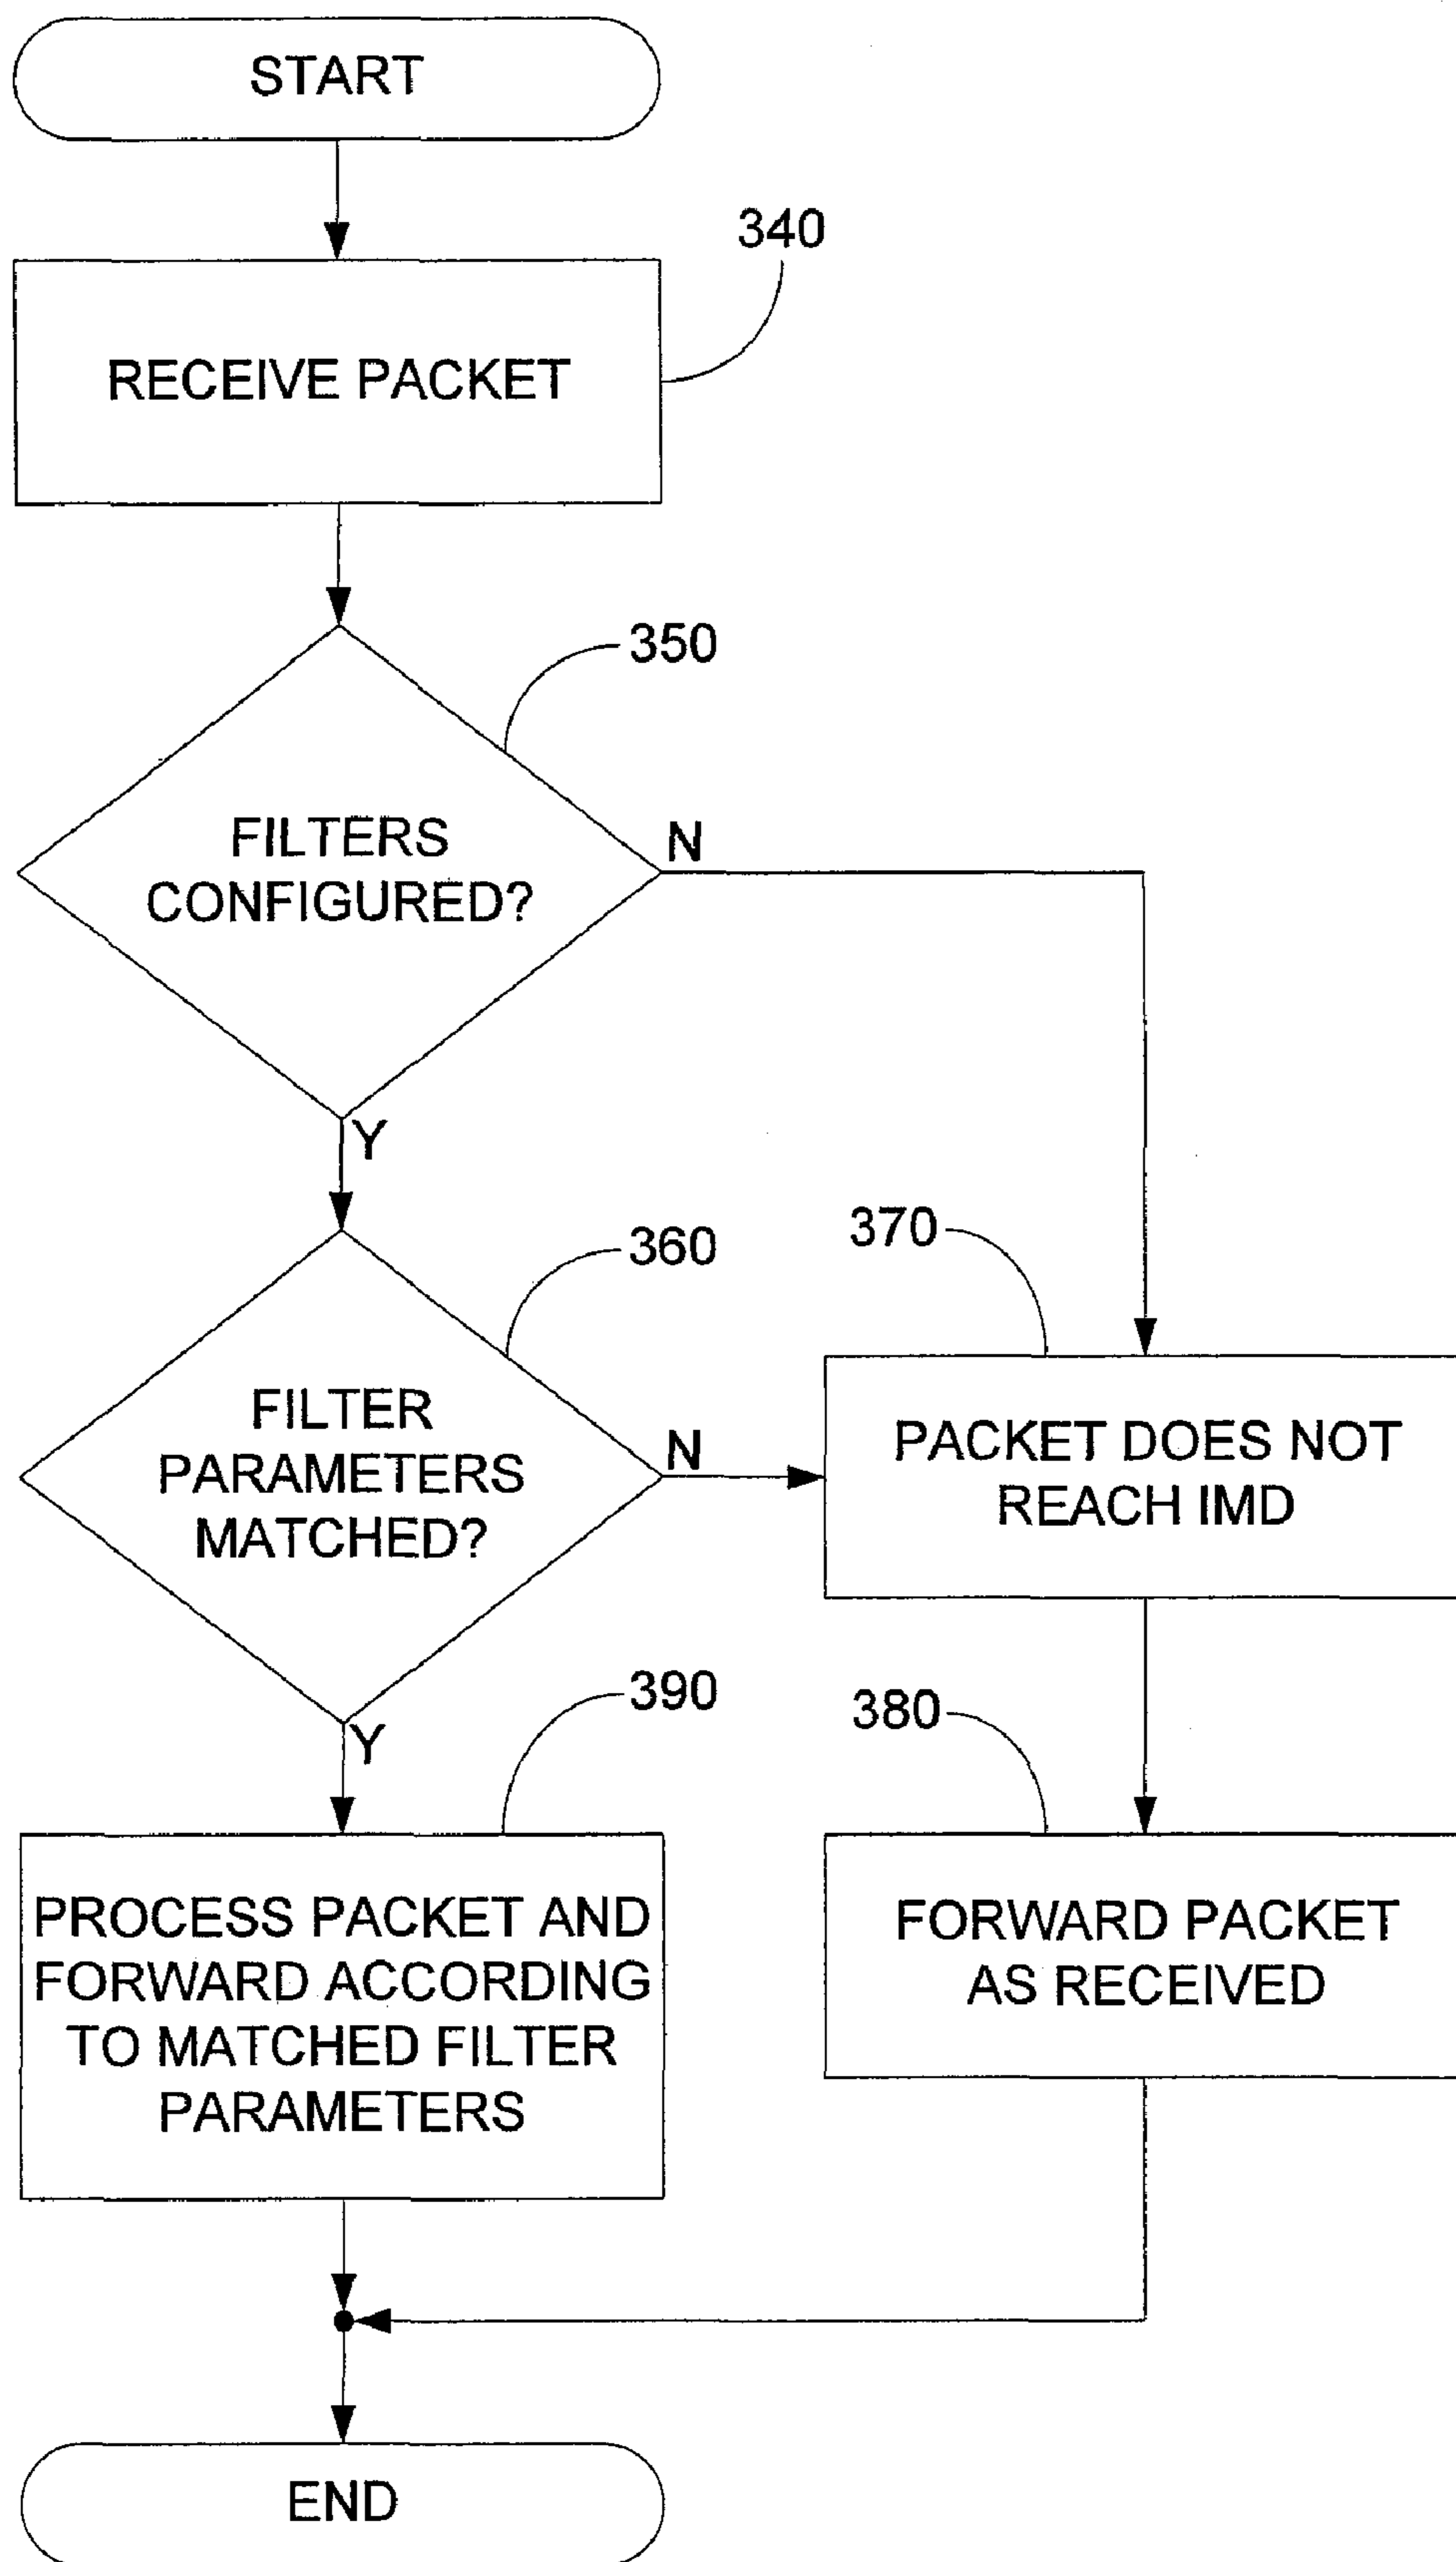 START
340
RECEIVE PACKET
350
FILTERS
CONFIGURED?
N
Y
360
370
FILTER
PARAMETERS
MATCHED?
N
PACKET DOES NOT
REACH IMD
Y
390
380
PROCESS PACKET AND
FORWARD ACCORDING
TO MATCHED FILTER
PARAMETERS
FORWARD PACKET
AS RECEIVED
END